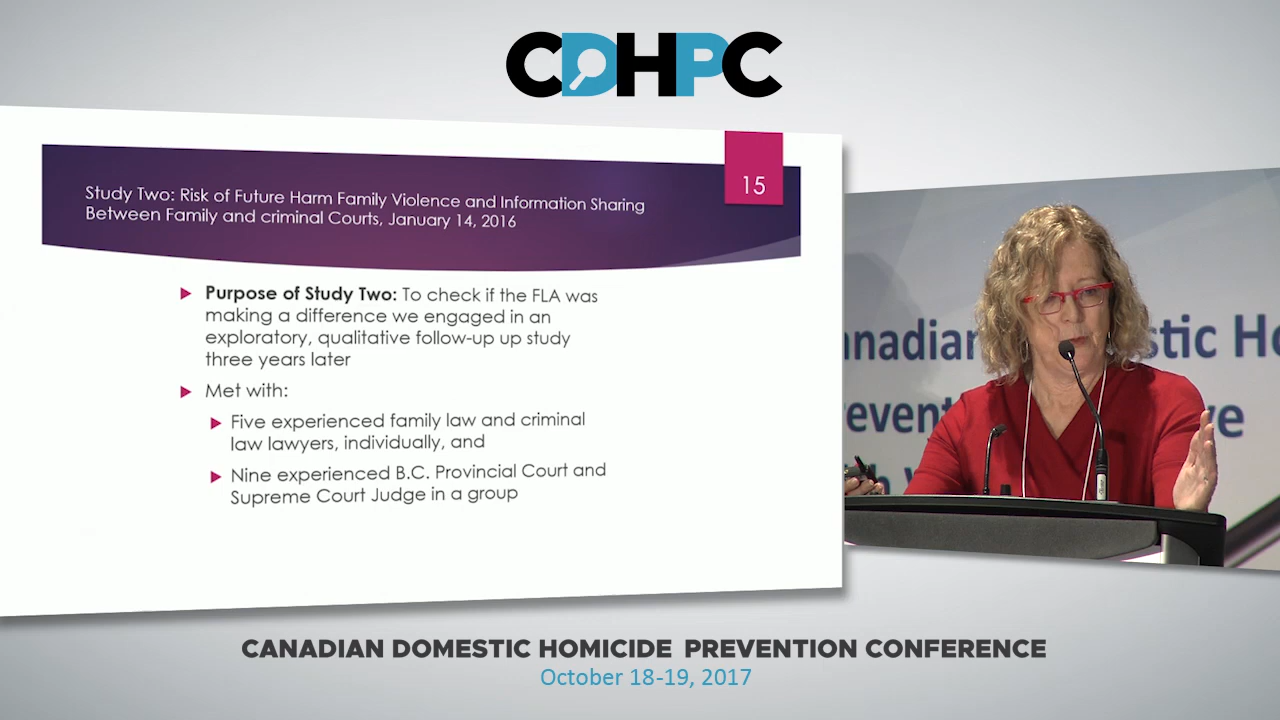 CDHPC
15
Study Two: Risk of Future Harm Family Violence and Information Sharing
Between Family and criminal Courts, January 14, 2016
Purpose of Study Two: To check if the FLA was
making a difference we engaged in an
exploratory, qualitative follow-up up study
three years later
Met with:
Five experienced family law and criminal
law lawyers, individually, and
Nine experienced B.C. Provincial Court and
Supreme Court Judge in a group
CANADIAN DOMESTIC HOMICIDE PREVENTION CONFERENCE
October 18-19, 2017